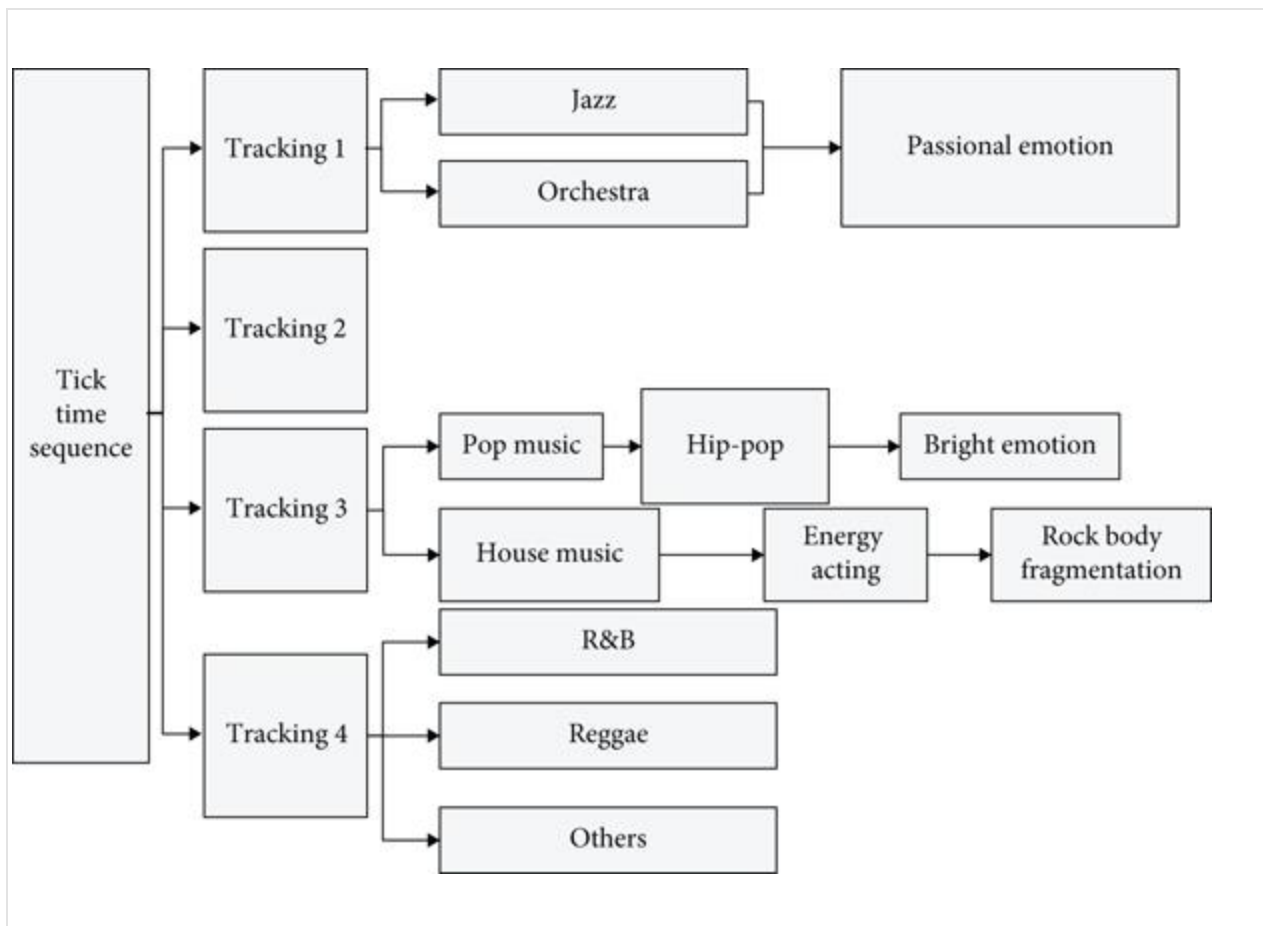 Tick
time
sequence
Tracking 1
Jazz
Orchestra
Passional emotion
Tracking 2
Tracking 3
Pop music
Hip-pop
Bright emotion
House music
Energy
acting
Rock body
fragmentation
Tracking 4
R&B
Reggae
Others